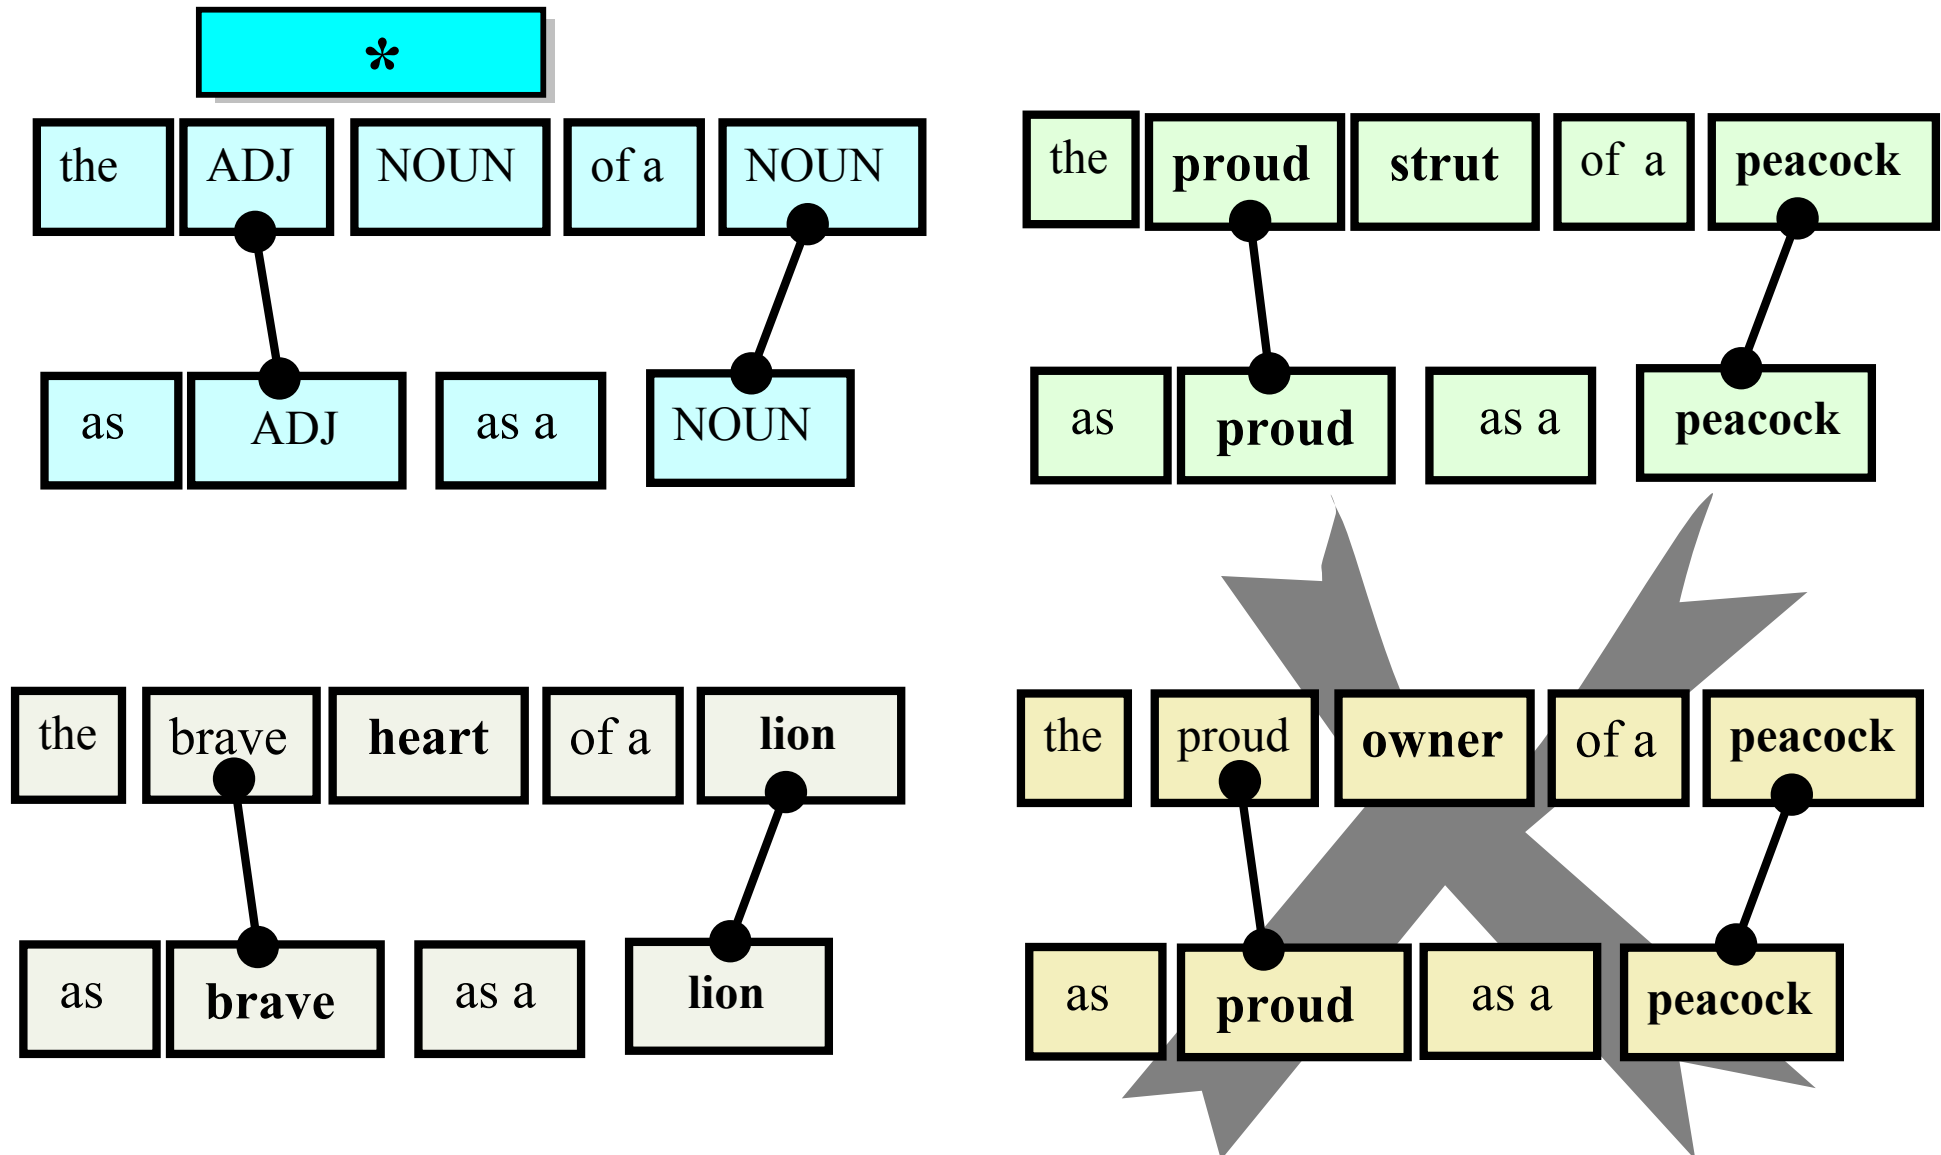 *
the ADJ NOUN of a NOUN
as ADJ as a NOUN
the proud strut of a peacock
as proud as a peacock
the brave heart of a lion
as brave as a lion
the proud owner of a peacock
as proud as a peacock